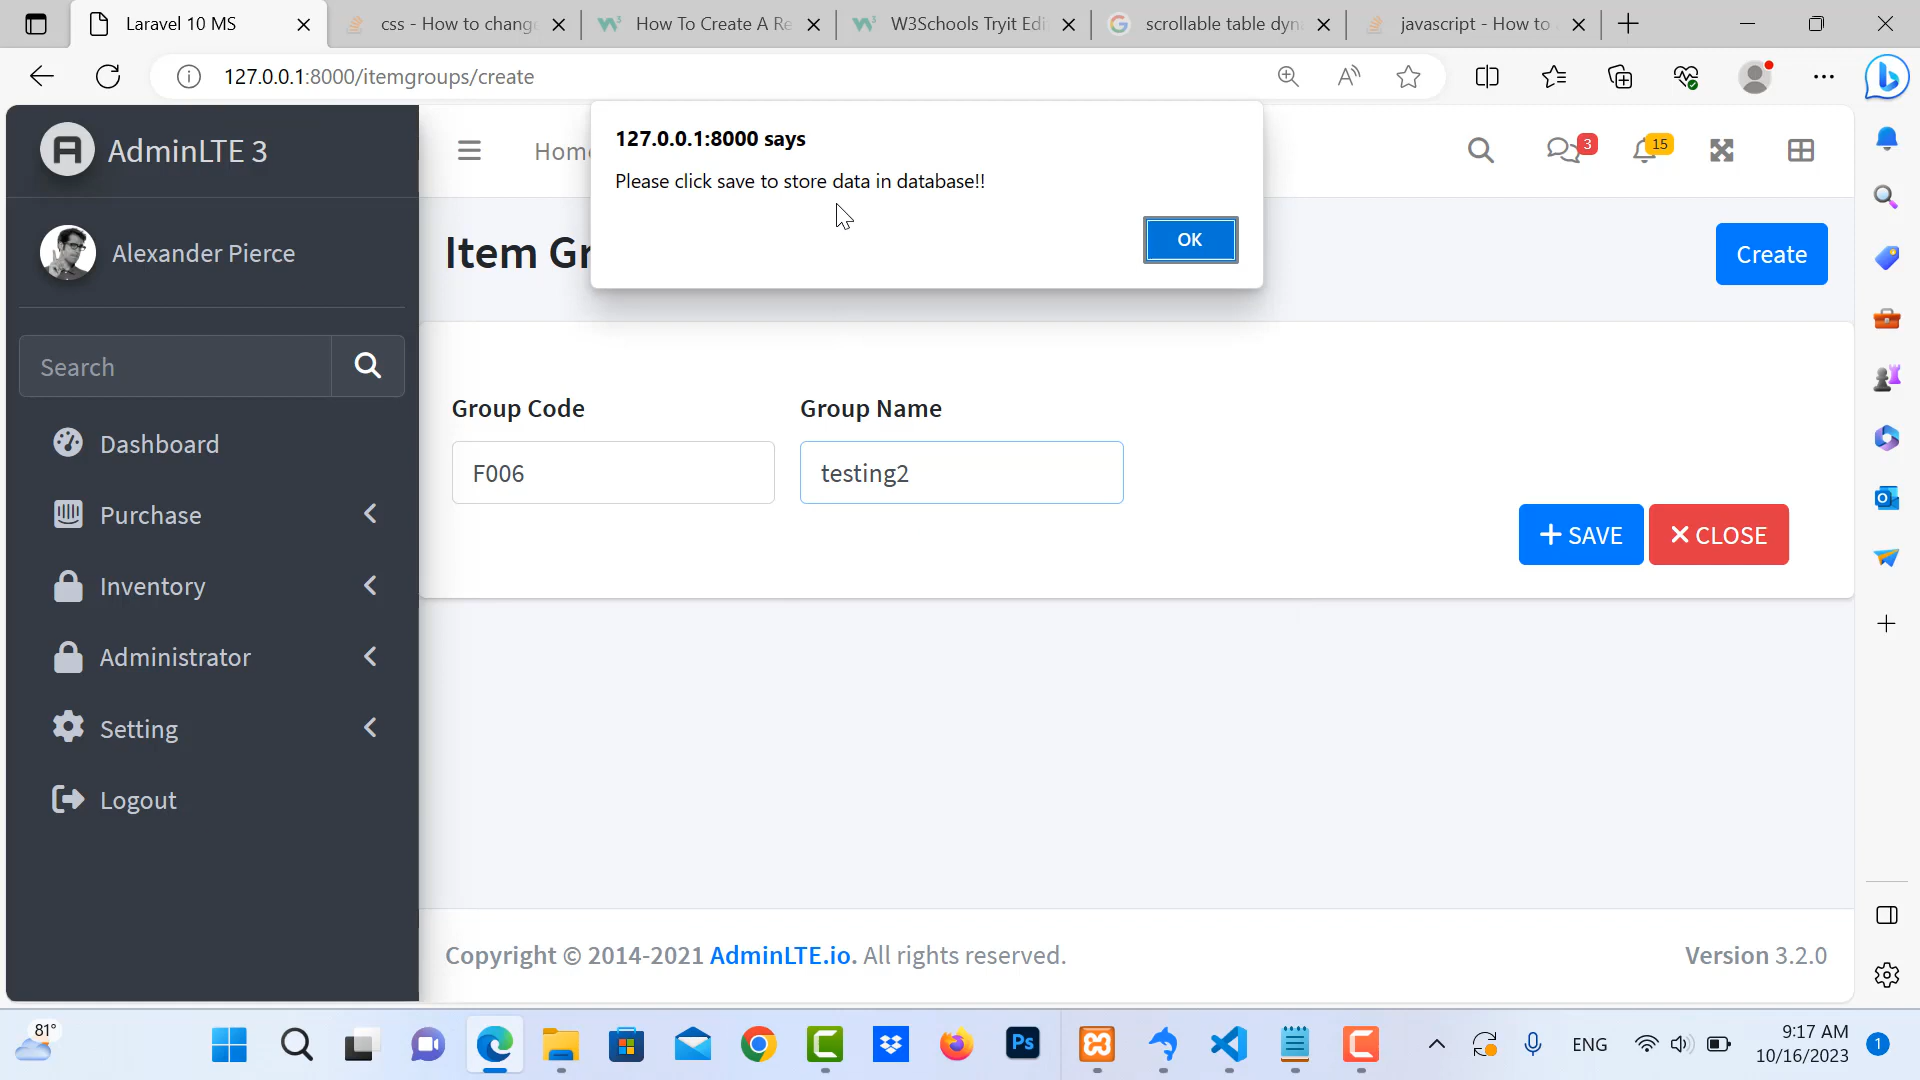 Laravel 10 MS
css - How to change
How To Create A Re
W3Schools Tryit Edi
scrollable table dyn
javascript - How to
127.0.0.1:8000/itemgroups/create
AdminLTE 3
Alexander Pierce
Search
Dashboard
Purchase
Inventory
Administrator
Setting
Logout
Home
3
15
127.0.0.1:8000 says
Please click save to store data in database!!
OK
Item Gr
Create
Group Code
Group Name
F006
testing2
SAVE
CLOSE
Copyright © 2014-2021 AdminLTE.io. All rights reserved.
Version 3.2.0
81°
Ps
ENG
9:17 AM
10/16/2023
1